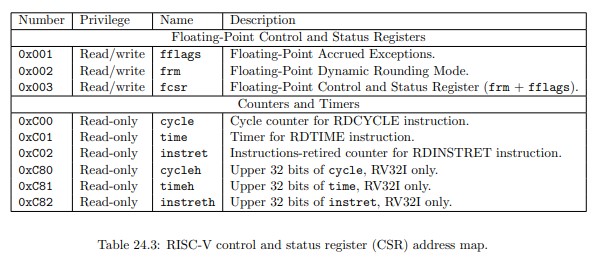 Number Privilege Name Description
Floating-Point Control and Status Registers
0x001 Read/write fflags Floating-Point Accrued Exceptions.
0x002 Read/write frm Floating-Point Dynamic Rounding Mode.
0x003 Read/write fcsr Floating-Point Control and Status Register (frm + fflags).
Counters and Timers
0xC00 Read-only cycle Cycle counter for RDCYCLE instruction.
0xC01 Read-only time Timer for RDTIME instruction.
0xC02 Read-only instret Instructions-retired counter for RDINSTRET instruction.
0xC80 Read-only cycleh Upper 32 bits of cycle, RV32I only.
0xC81 Read-only timeh Upper 32 bits of time, RV32I only.
0xC82 Read-only instreth Upper 32 bits of instret, RV32I only.
Table 24.3: RISC-V control and status register (CSR) address map.